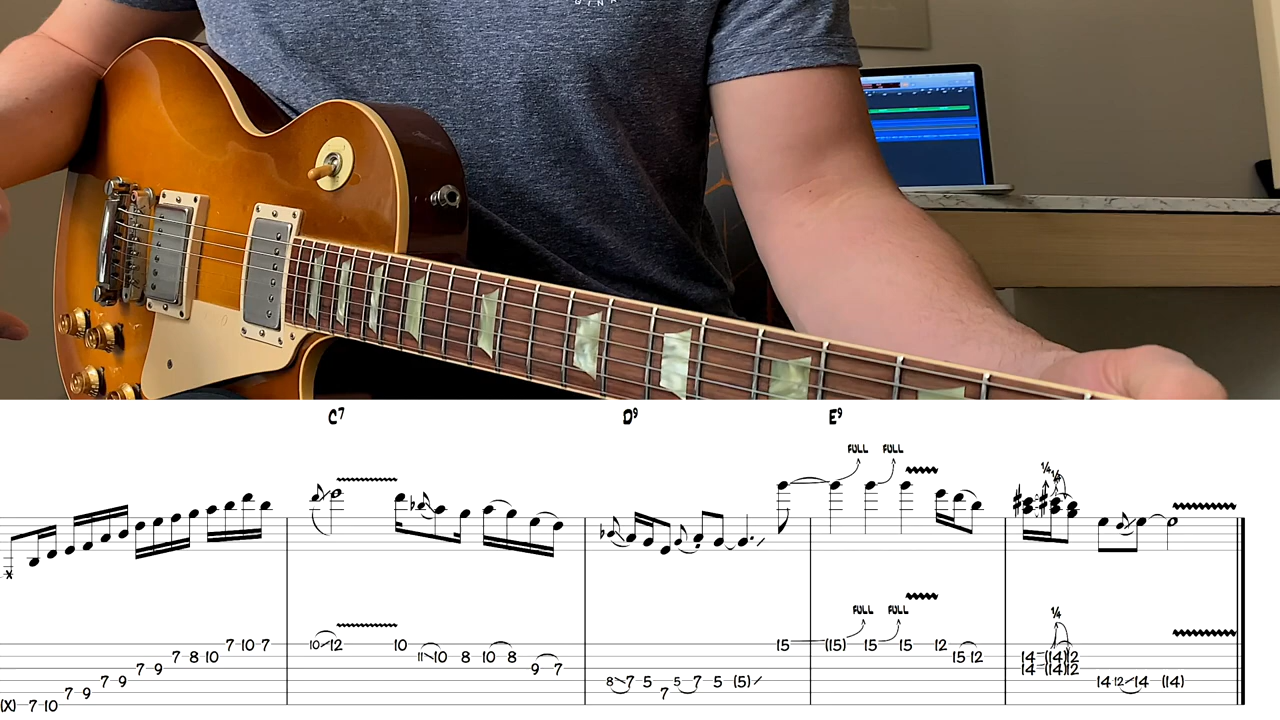 C7 D9 E9
FULL FULL
1/4 1/4
FULL FULL
1/4
7 10 7 10 12 10 15 (15) 15 15 12
7 8 10 11 10 8 10 8 15 12 14 (14) 12
7 9 9 7 14 (14) 12
7 9 8 7 5 5 7 5 (5) 14 12 14 (14)
7 9 7
(X) 7 10